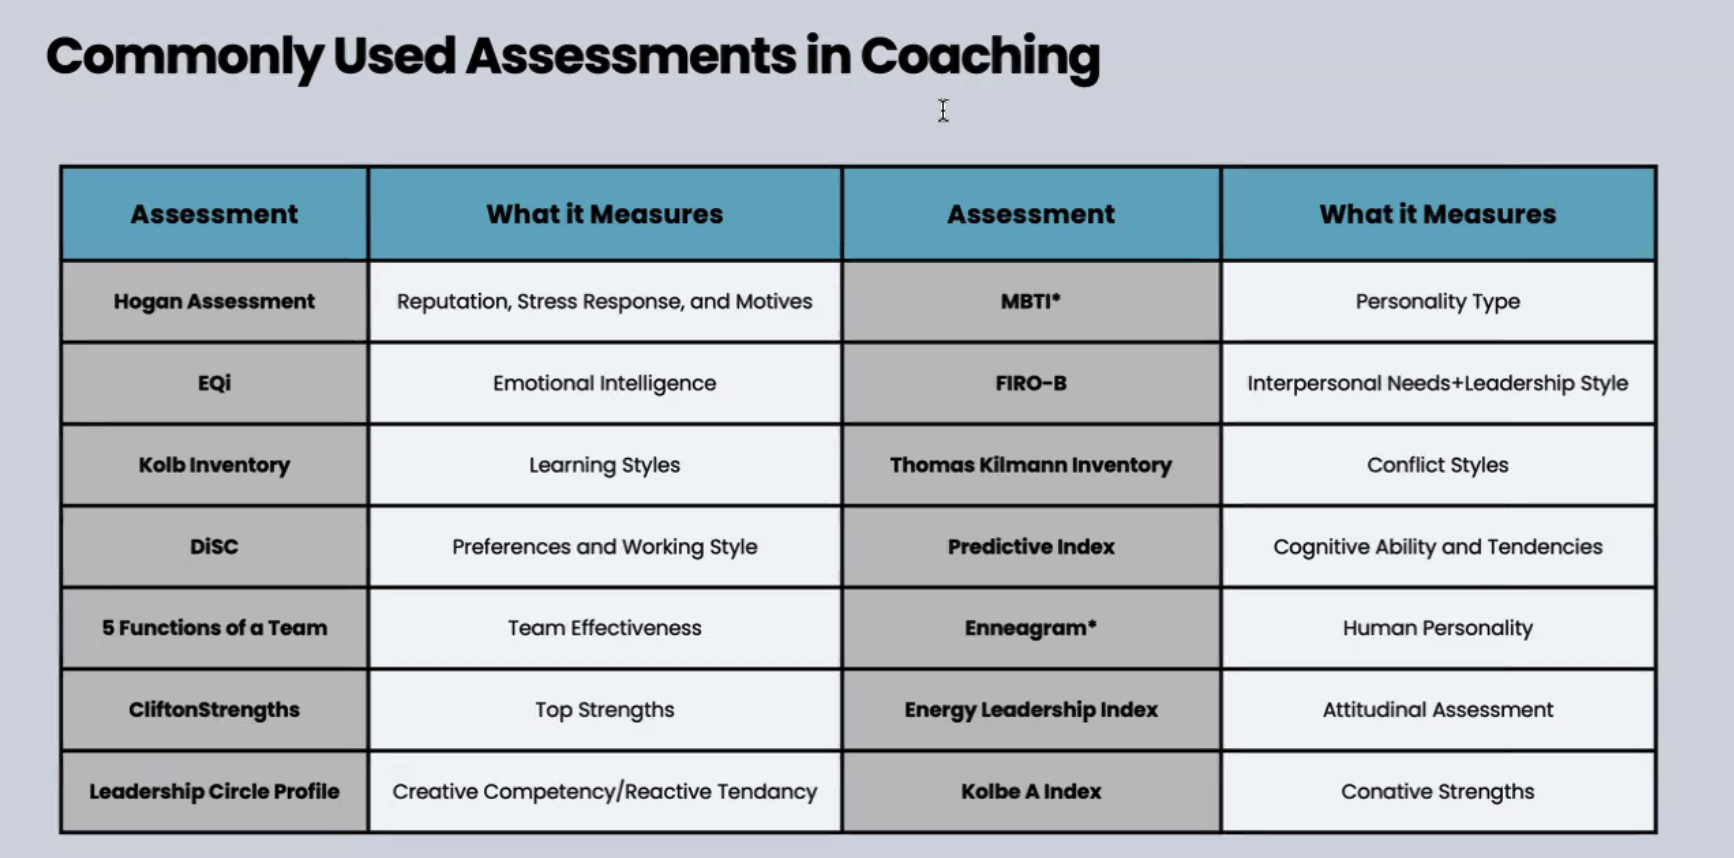 Commonly Used Assessments in Coaching
Assessment What it Measures Assessment What it Measures
Hogan Assessment Reputation, Stress Response, and Motives MBTI* Personality Type
EQi Emotional Intelligence FIRO-B Interpersonal Needs+Leadership Style
Kolb Inventory Learning Styles Thomas Kilmann Inventory Conflict Styles
DiSC Preferences and Working Style Predictive Index Cognitive Ability and Tendencies
5 Functions of a Team Team Effectiveness Enneagram* Human Personality
CliftonStrengths Top Strengths Energy Leadership Index Attitudinal Assessment
Leadership Circle Profile Creative Competency/Reactive Tendancy Kolbe A Index Conative Strengths